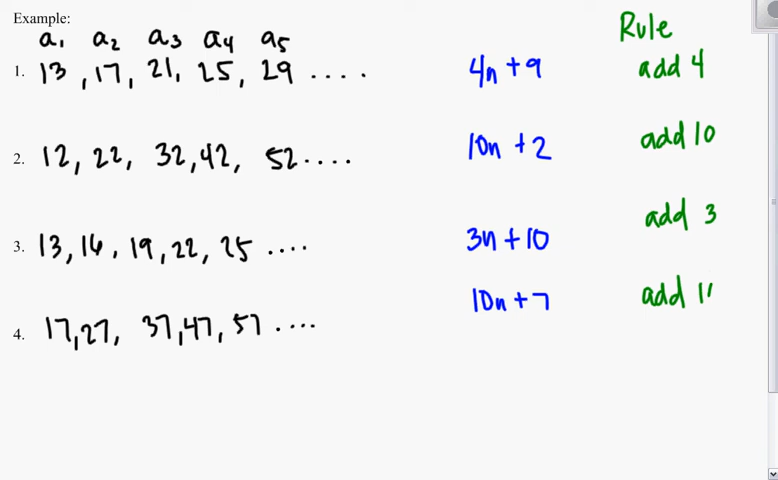 Example:
Rule
a₁ a₂ a₃ a₄ a₅
1. 13, 17, 21, 25, 29 .... 4n + 9 add 4
2. 12, 22, 32, 42, 52 .... 10n + 2 add 10
3. 13, 16, 19, 22, 25 .... 3n + 10 add 3
4. 17, 27, 37, 47, 57 .... 10n + 7 add 1